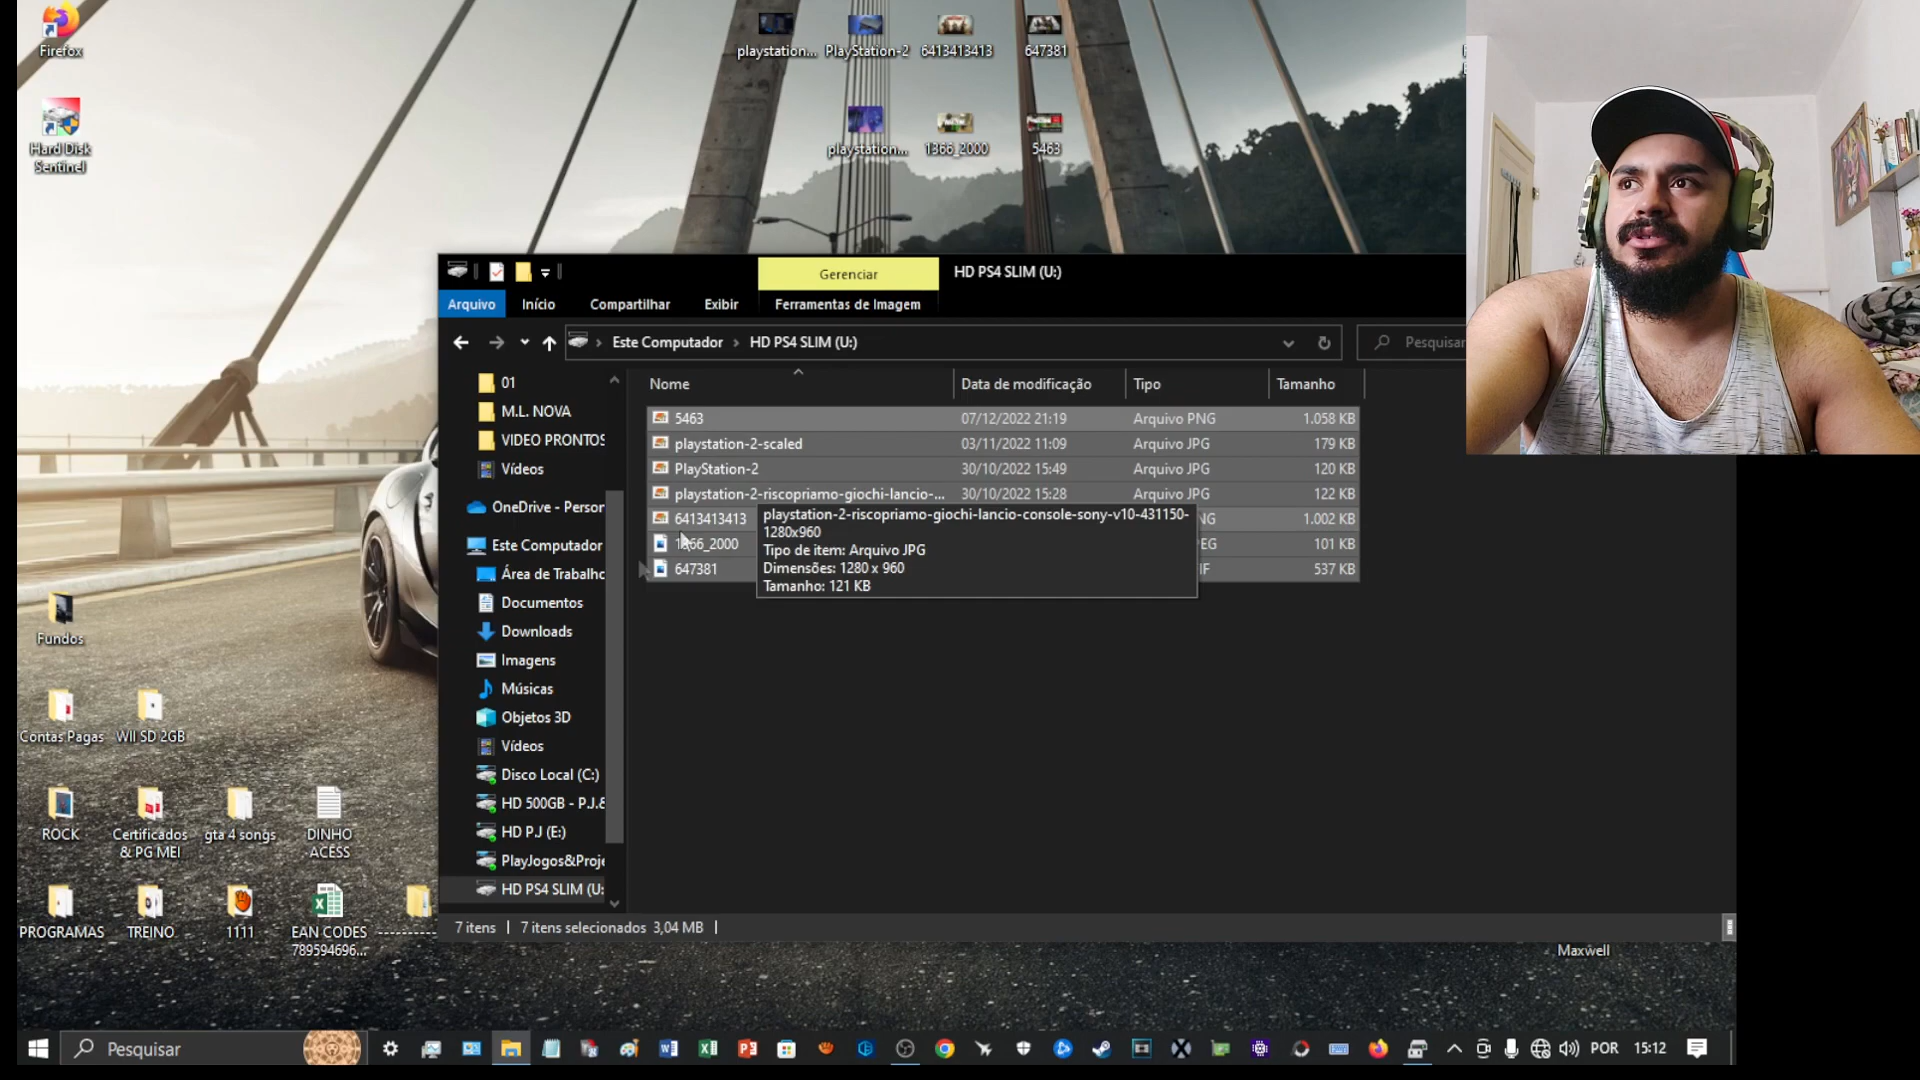 Firefox
Hard Disk
Sentinel
playstation...
PlayStation-2
6413413413
647381
playstation...
1366_2000
5463
Gerenciar
HD PS4 SLIM (U:)
Arquivo
Início
Compartilhar
Exibir
Ferramentas de Imagem
Este Computador
HD PS4 SLIM (U:)
Pesquisar
01
M.L. NOVA
VIDEO PRONTOS
Vídeos
OneDrive - Person
Este Computador
Área de Trabalho
Documentos
Downloads
Imagens
Músicas
Objetos 3D
Vídeos
Disco Local (C:)
HD 500GB - P.J.&
HD P.J (E:)
PlayJogos&Proje
HD PS4 SLIM (U:
Nome Data de modificação Tipo Tamanho
5463 07/12/2022 21:19 Arquivo PNG 1.058 KB
playstation-2-scaled 03/11/2022 11:09 Arquivo JPG 179 KB
PlayStation-2 30/10/2022 15:49 Arquivo JPG 120 KB
playstation-2-riscopriamo-giochi-lancio-... 30/10/2022 15:28 Arquivo JPG 122 KB
6413413413 NG 1.002 KB
1366_2000 PEG 101 KB
647381 IF 537 KB
playstation-2-riscopriamo-giochi-lancio-console-sony-v10-431150-
1280x960
Tipo de item: Arquivo JPG
Dimensões: 1280 x 960
Tamanho: 121 KB
7 itens
7 itens selecionados 3,04 MB
Fundos
Contas Pagas
WII SD 2GB
ROCK
Certificados
& PG MEI
gta 4 songs
DINHO
ACESS
PROGRAMAS
TREINO
1111
EAN CODES
789594696...
Maxwell
Pesquisar
POR
15:12